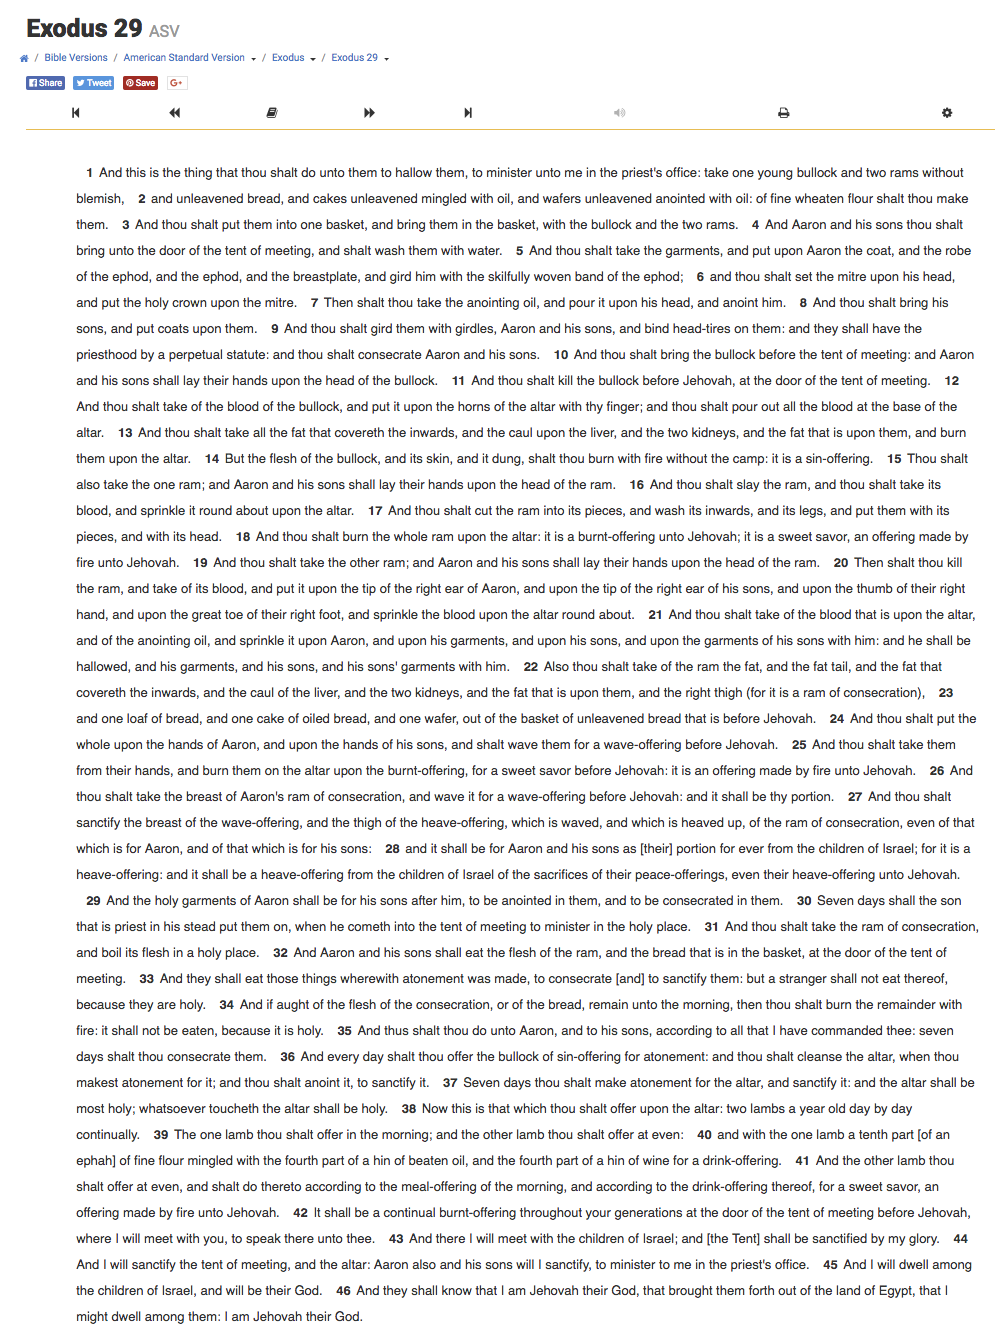 Exodus 29 ASV
/ Bible Versions / American Standard Version / Exodus / Exodus 29
Share Tweet Save G+
1 And this is the thing that thou shalt do unto them to hallow them, to minister unto me in the priest's office: take one young bullock and two rams without
blemish, 2 and unleavened bread, and cakes unleavened mingled with oil, and wafers unleavened anointed with oil: of fine wheaten flour shalt thou make
them. 3 And thou shalt put them into one basket, and bring them in the basket, with the bullock and the two rams. 4 And Aaron and his sons thou shalt
bring unto the door of the tent of meeting, and shalt wash them with water. 5 And thou shalt take the garments, and put upon Aaron the coat, and the robe
of the ephod, and the ephod, and the breastplate, and gird him with the skilfully woven band of the ephod; 6 and thou shalt set the mitre upon his head,
and put the holy crown upon the mitre. 7 Then shalt thou take the anointing oil, and pour it upon his head, and anoint him. 8 And thou shalt bring his
sons, and put coats upon them. 9 And thou shalt gird them with girdles, Aaron and his sons, and bind head-tires on them: and they shall have the
priesthood by a perpetual statute: and thou shalt consecrate Aaron and his sons. 10 And thou shalt bring the bullock before the tent of meeting: and Aaron
and his sons shall lay their hands upon the head of the bullock. 11 And thou shalt kill the bullock before Jehovah, at the door of the tent of meeting. 12
And thou shalt take of the blood of the bullock, and put it upon the horns of the altar with thy finger; and thou shalt pour out all the blood at the base of the
altar. 13 And thou shalt take all the fat that covereth the inwards, and the caul upon the liver, and the two kidneys, and the fat that is upon them, and burn
them upon the altar. 14 But the flesh of the bullock, and its skin, and it dung, shalt thou burn with fire without the camp: it is a sin-offering. 15 Thou shalt
also take the one ram; and Aaron and his sons shall lay their hands upon the head of the ram. 16 And thou shalt slay the ram, and thou shalt take its
blood, and sprinkle it round about upon the altar. 17 And thou shalt cut the ram into its pieces, and wash its inwards, and its legs, and put them with its
pieces, and with its head. 18 And thou shalt burn the whole ram upon the altar: it is a burnt-offering unto Jehovah; it is a sweet savor, an offering made by
fire unto Jehovah. 19 And thou shalt take the other ram; and Aaron and his sons shall lay their hands upon the head of the ram. 20 Then shalt thou kill
the ram, and take of its blood, and put it upon the tip of the right ear of Aaron, and upon the tip of the right ear of his sons, and upon the thumb of their right
hand, and upon the great toe of their right foot, and sprinkle the blood upon the altar round about. 21 And thou shalt take of the blood that is upon the altar,
and of the anointing oil, and sprinkle it upon Aaron, and upon his garments, and upon his sons, and upon the garments of his sons with him: and he shall be
hallowed, and his garments, and his sons, and his sons' garments with him. 22 Also thou shalt take of the ram the fat, and the fat tail, and the fat that
covereth the inwards, and the caul of the liver, and the two kidneys, and the fat that is upon them, and the right thigh (for it is a ram of consecration), 23
and one loaf of bread, and one cake of oiled bread, and one wafer, out of the basket of unleavened bread that is before Jehovah. 24 And thou shalt put the
whole upon the hands of Aaron, and upon the hands of his sons, and shalt wave them for a wave-offering before Jehovah. 25 And thou shalt take them
from their hands, and burn them on the altar upon the burnt-offering, for a sweet savor before Jehovah: it is an offering made by fire unto Jehovah. 26 And
thou shalt take the breast of Aaron's ram of consecration, and wave it for a wave-offering before Jehovah: and it shall be thy portion. 27 And thou shalt
sanctify the breast of the wave-offering, and the thigh of the heave-offering, which is waved, and which is heaved up, of the ram of consecration, even of that
which is for Aaron, and of that which is for his sons: 28 and it shall be for Aaron and his sons as [their] portion for ever from the children of Israel; for it is a
heave-offering: and it shall be a heave-offering from the children of Israel of the sacrifices of their peace-offerings, even their heave-offering unto Jehovah.
29 And the holy garments of Aaron shall be for his sons after him, to be anointed in them, and to be consecrated in them. 30 Seven days shall the son
that is priest in his stead put them on, when he cometh into the tent of meeting to minister in the holy place. 31 And thou shalt take the ram of consecration,
and boil its flesh in a holy place. 32 And Aaron and his sons shall eat the flesh of the ram, and the bread that is in the basket, at the door of the tent of
meeting. 33 And they shall eat those things wherewith atonement was made, to consecrate [and] to sanctify them: but a stranger shall not eat thereof,
because they are holy. 34 And if aught of the flesh of the consecration, or of the bread, remain unto the morning, then thou shalt burn the remainder with
fire: it shall not be eaten, because it is holy. 35 And thus shalt thou do unto Aaron, and to his sons, according to all that I have commanded thee: seven
days shalt thou consecrate them. 36 And every day shalt thou offer the bullock of sin-offering for atonement: and thou shalt cleanse the altar, when thou
makest atonement for it; and thou shalt anoint it, to sanctify it. 37 Seven days thou shalt make atonement for the altar, and sanctify it: and the altar shall be
most holy; whatsoever toucheth the altar shall be holy. 38 Now this is that which thou shalt offer upon the altar: two lambs a year old day by day
continually. 39 The one lamb thou shalt offer in the morning; and the other lamb thou shalt offer at even: 40 and with the one lamb a tenth part [of an
ephah] of fine flour mingled with the fourth part of a hin of beaten oil, and the fourth part of a hin of wine for a drink-offering. 41 And the other lamb thou
shalt offer at even, and shalt do thereto according to the meal-offering of the morning, and according to the drink-offering thereof, for a sweet savor, an
offering made by fire unto Jehovah. 42 It shall be a continual burnt-offering throughout your generations at the door of the tent of meeting before Jehovah,
where I will meet with you, to speak there unto thee. 43 And there I will meet with the children of Israel; and [the Tent] shall be sanctified by my glory. 44
And I will sanctify the tent of meeting, and the altar: Aaron also and his sons will I sanctify, to minister to me in the priest's office. 45 And I will dwell among
the children of Israel, and will be their God. 46 And they shall know that I am Jehovah their God, that brought them forth out of the land of Egypt, that I
might dwell among them: I am Jehovah their God.